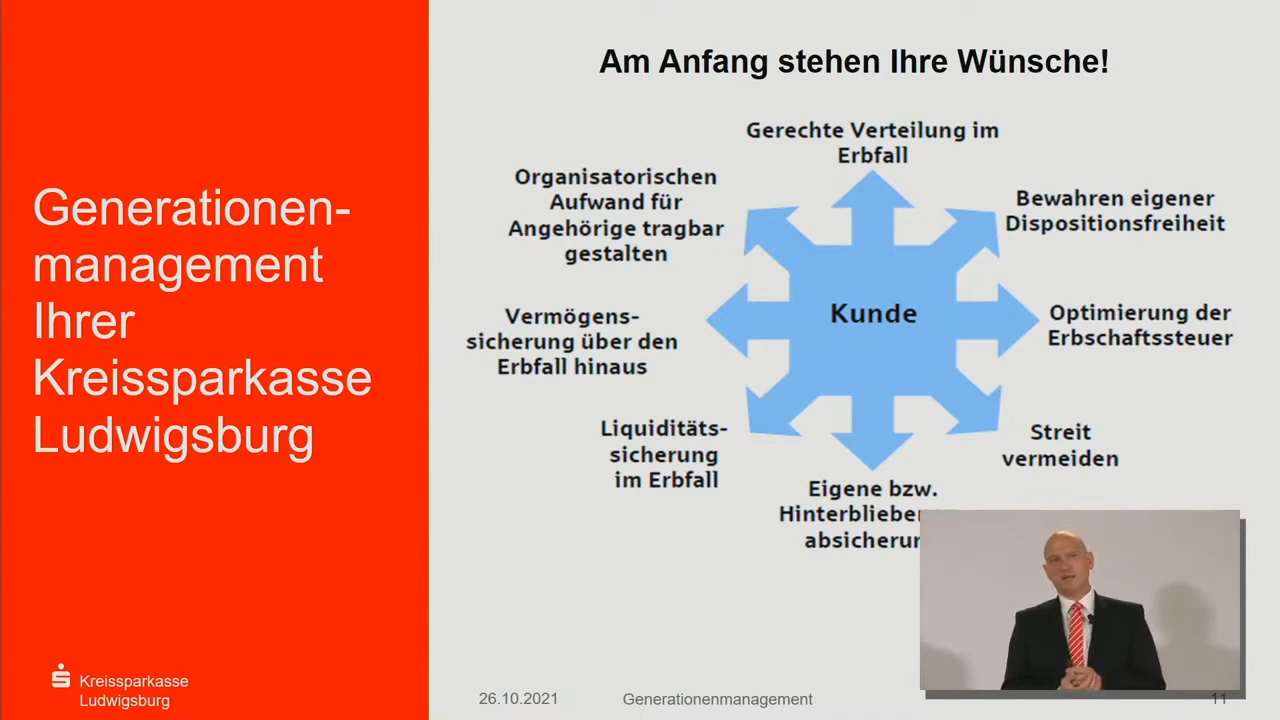 Generationen-
management
Ihrer
Kreissparkasse
Ludwigsburg
Kreissparkasse
Ludwigsburg
Am Anfang stehen Ihre Wünsche!
Gerechte Verteilung im
Erbfall
Organisatorischen
Aufwand für
Angehörige tragbar
gestalten
Bewahren eigener
Dispositionsfreiheit
Kunde
Vermögens-
sicherung über den
Erbfall hinaus
Optimierung der
Erbschaftssteuer
Liquiditäts-
sicherung
im Erbfall
Streit
vermeiden
Eigene bzw.
26.10.2021
Generationenmanagement
11